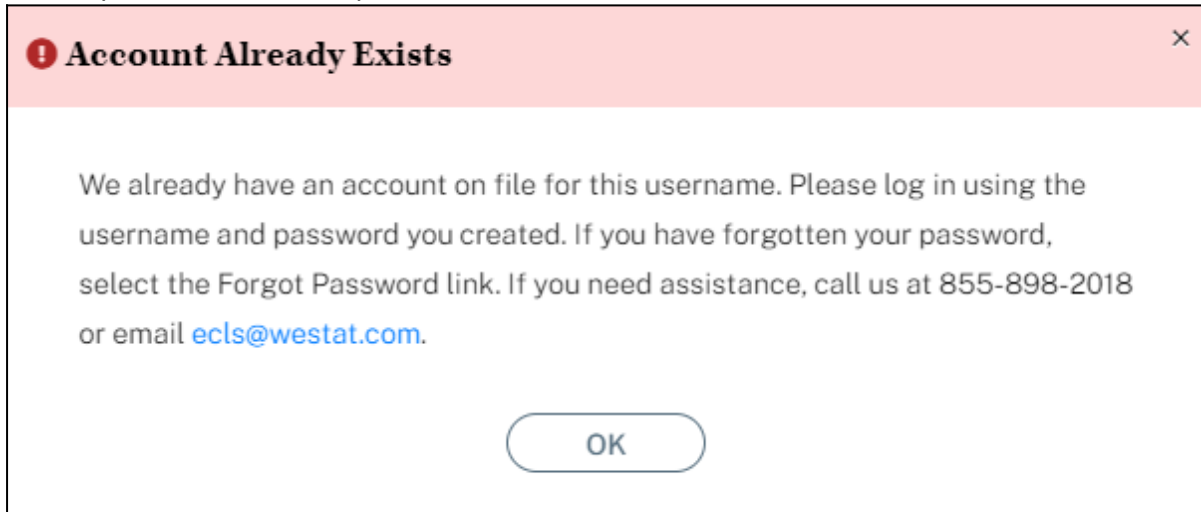 Account Already Exists
We already have an account on file for this username. Please log in using the
username and password you created. If you have forgotten your password,
select the Forgot Password link. If you need assistance, call us at 855-898-2018
or email ecls@westat.com.
OK